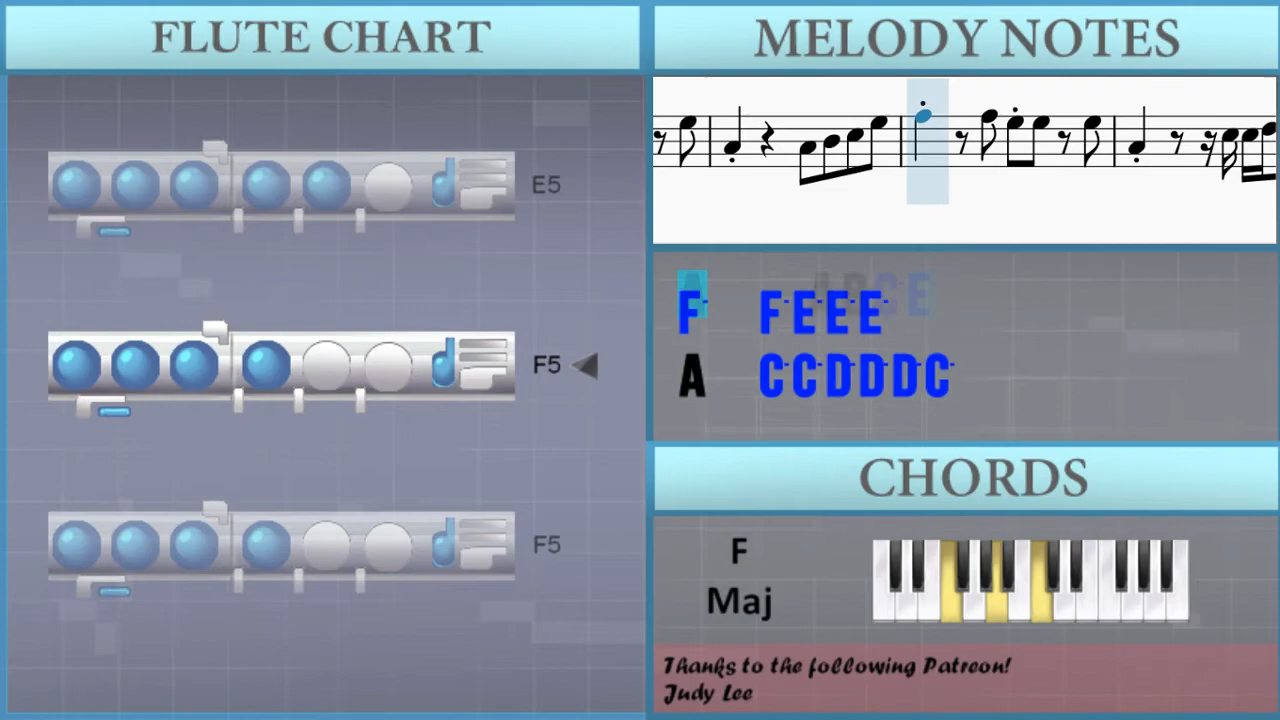 FLUTE CHART
E5
F5
F5
MELODY NOTES
F FEEE
A CCDDDC
CHORDS
F
Maj
Thanks to the following Patreon!
Judy Lee